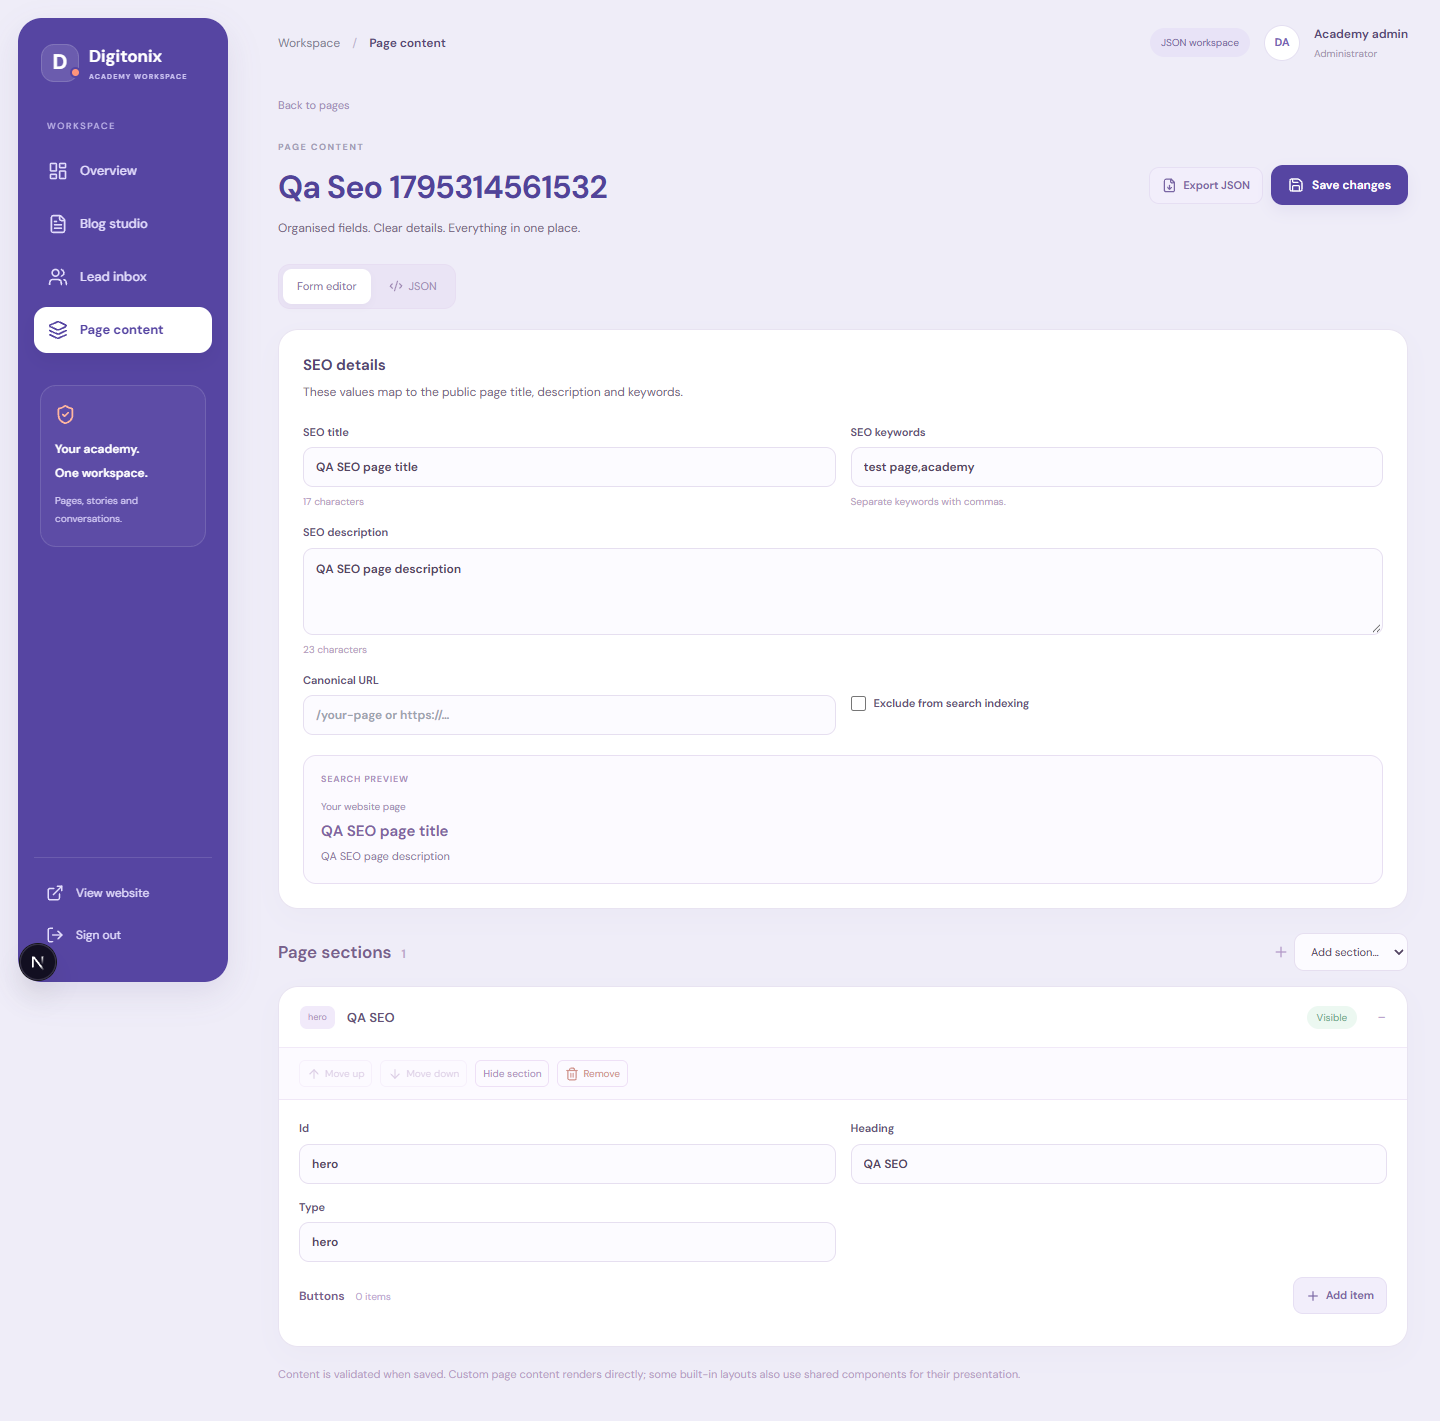 D
Digitonix
ACADEMY WORKSPACE
WORKSPACE
Overview
Blog studio
Lead inbox
Page content
Your academy.
One workspace.
Pages, stories and
conversations.
View website
Sign out
N
Workspace / Page content
JSON workspace
DA
Academy admin
Administrator
Back to pages
PAGE CONTENT
Qa Seo 1795314561532
Export JSON
Save changes
Organised fields. Clear details. Everything in one place.
Form editor
</> JSON
SEO details
These values map to the public page title, description and keywords.
SEO title
QA SEO page title
17 characters
SEO keywords
test page,academy
Separate keywords with commas.
SEO description
QA SEO page description
23 characters
Canonical URL
/your-page or https://...
Exclude from search indexing
SEARCH PREVIEW
Your website page
QA SEO page title
QA SEO page description
Page sections 1
+ Add section...
hero QA SEO
Visible −
Move up
Move down
Hide section
Remove
Id
hero
Heading
QA SEO
Type
hero
Buttons 0 items
+ Add item
Content is validated when saved. Custom page content renders directly; some built-in layouts also use shared components for their presentation.